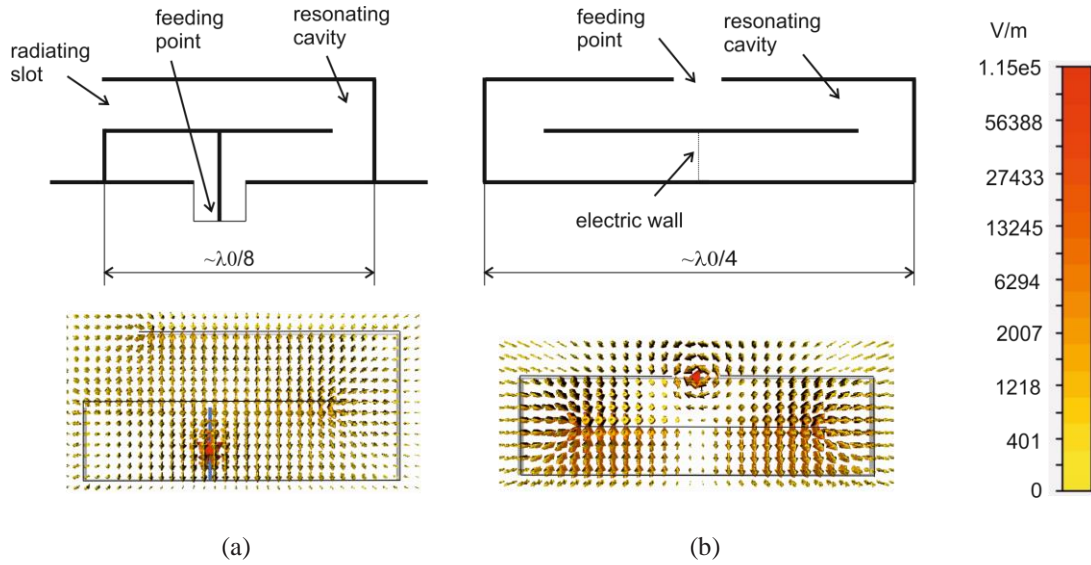 radiating
slot
feeding
point
resonating
cavity
~λ0/8
(a)
feeding
point
resonating
cavity
electric wall
~λ0/4
(b)
V/m
1.15e5
56388
27433
13245
6294
2007
1218
401
0